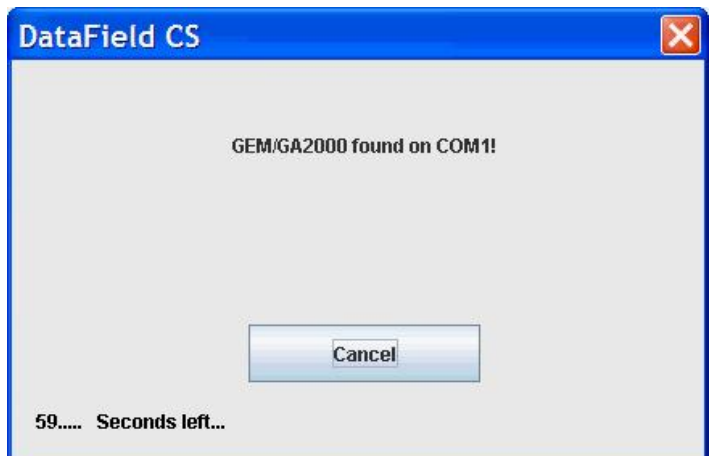 DataField CS
GEM/GA2000 found on COM1!
Cancel
59..... Seconds left...